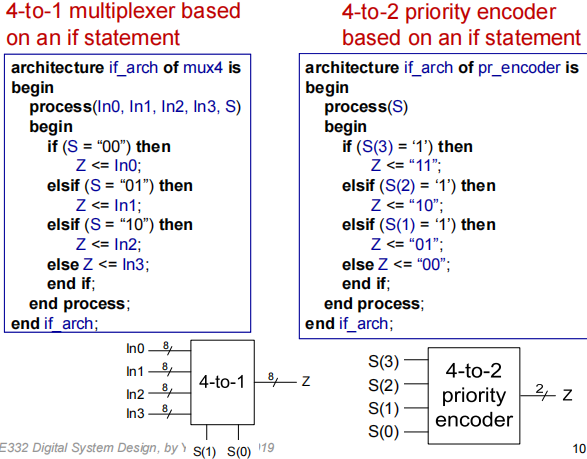 4-to-1 multiplexer based
on an if statement
architecture if_arch of mux4 is
begin
process(In0, In1, In2, In3, S)
begin
if (S = “00”) then
Z <= In0;
elsif (S = “01”) then
Z <= In1;
elsif (S = “10”) then
Z <= In2;
else Z <= In3;
end if;
end process;
end if_arch;
In0
8
In1
8
In2
8
In3
8
4-to-1
8
Z
S(1) S(0)
4-to-2 priority encoder
based on an if statement
architecture if_arch of pr_encoder is
begin
process(S)
begin
if (S(3) = ‘1’) then
Z <= “11”;
elsif (S(2) = ‘1’) then
Z <= “10”;
elsif (S(1) = ‘1’) then
Z <= “01”;
else Z <= “00”;
end if;
end process;
end if_arch;
S(3)
S(2)
S(1)
S(0)
4-to-2
priority
encoder
2
Z
E332 Digital System Design, by
19
10